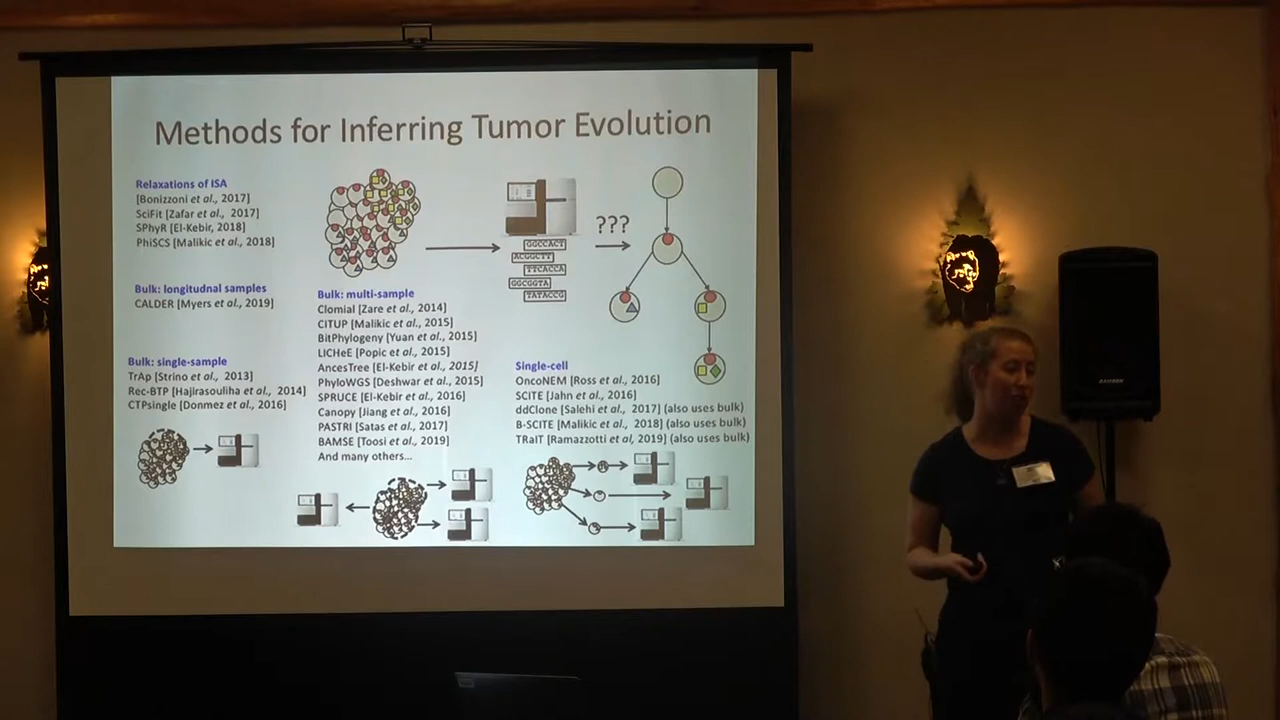 Methods for Inferring Tumor Evolution
Relaxations of ISA
[Bonizzoni et al., 2017]
SciFit [Zafar et al., 2017]
SPhyR [El-Kebir, 2018]
PhiSCS [Malikic et al., 2018]
Bulk: longitudnal samples
CALDER [Myers et al., 2019]
Bulk: single-sample
TrAp [Strino et al., 2013]
Rec-BTP [Hajirasouliha et al., 2014]
CTPsingle [Donmez et al., 2016]
Bulk: multi-sample
Clomial [Zare et al., 2014]
CITUP [Malikic et al., 2015]
BitPhylogeny [Yuan et al., 2015]
LICHeE [Popic et al., 2015]
AncesTree [El-Kebir et al., 2015]
PhyloWGS [Deshwar et al., 2015]
SPRUCE [El-Kebir et al., 2016]
Canopy [Jiang et al., 2016]
PASTRI [Satas et al., 2017]
BAMSE [Toosi et al., 2019]
And many others...
GGCCACT
ACGGCTT
TTCACCA
GGCGGTA
TATACCG
???
Single-cell
OncoNEM [Ross et al., 2016]
SCITE [Jahn et al., 2016]
ddClone [Salehi et al., 2017] (also uses bulk)
B-SCITE [Malikic et al., 2018] (also uses bulk)
TRaIT [Ramazzotti et al, 2019] (also uses bulk)
SAMSON